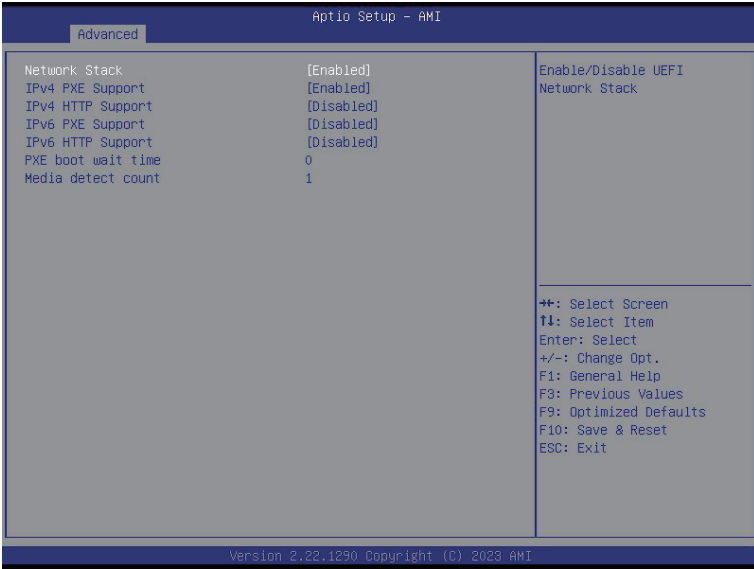 Aptio Setup – AMI
Advanced
Network Stack [Enabled]
IPv4 PXE Support [Enabled]
IPv4 HTTP Support [Disabled]
IPv6 PXE Support [Disabled]
IPv6 HTTP Support [Disabled]
PXE boot wait time 0
Media detect count 1
Enable/Disable UEFI
Network Stack
→←: Select Screen
↑↓: Select Item
Enter: Select
+/-: Change Opt.
F1: General Help
F3: Previous Values
F9: Optimized Defaults
F10: Save & Reset
ESC: Exit
Version 2.22.1290 Copyright (C) 2023 AMI